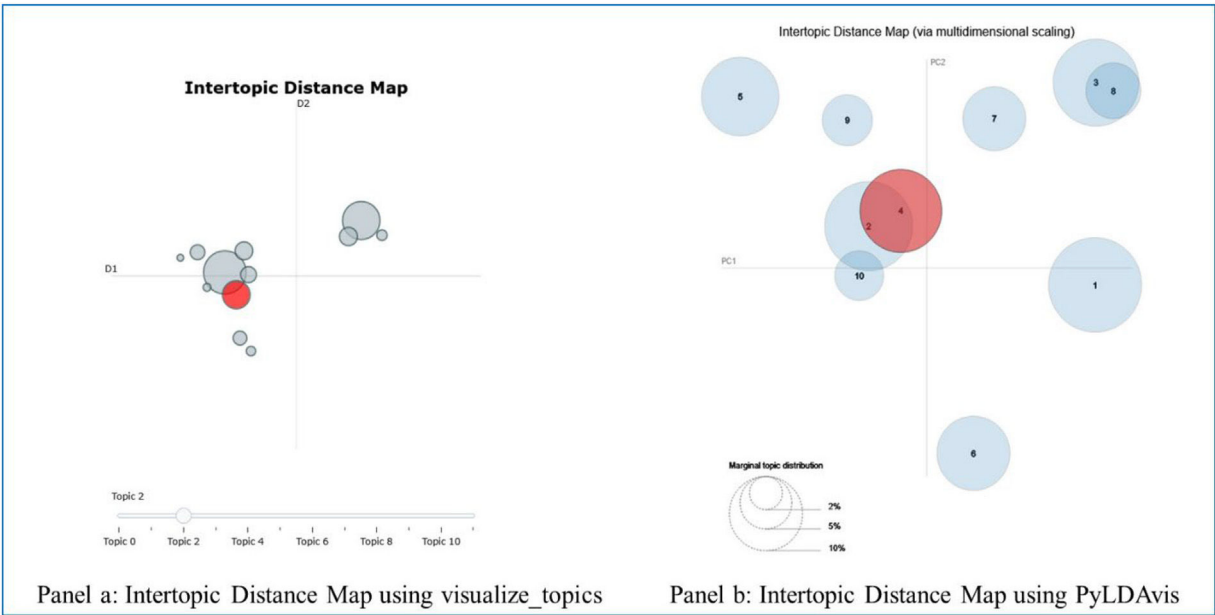 Intertopic Distance Map
D2
D1
Topic 2
Topic 0 Topic 2 Topic 4 Topic 6 Topic 8 Topic 10
Panel a: Intertopic Distance Map using visualize_topics
Intertopic Distance Map (via multidimensional scaling)
PC2
5
9
7
3
8
4
2
PC1
10
1
6
Marginal topic distribution
2%
5%
10%
Panel b: Intertopic Distance Map using PyLDAvis